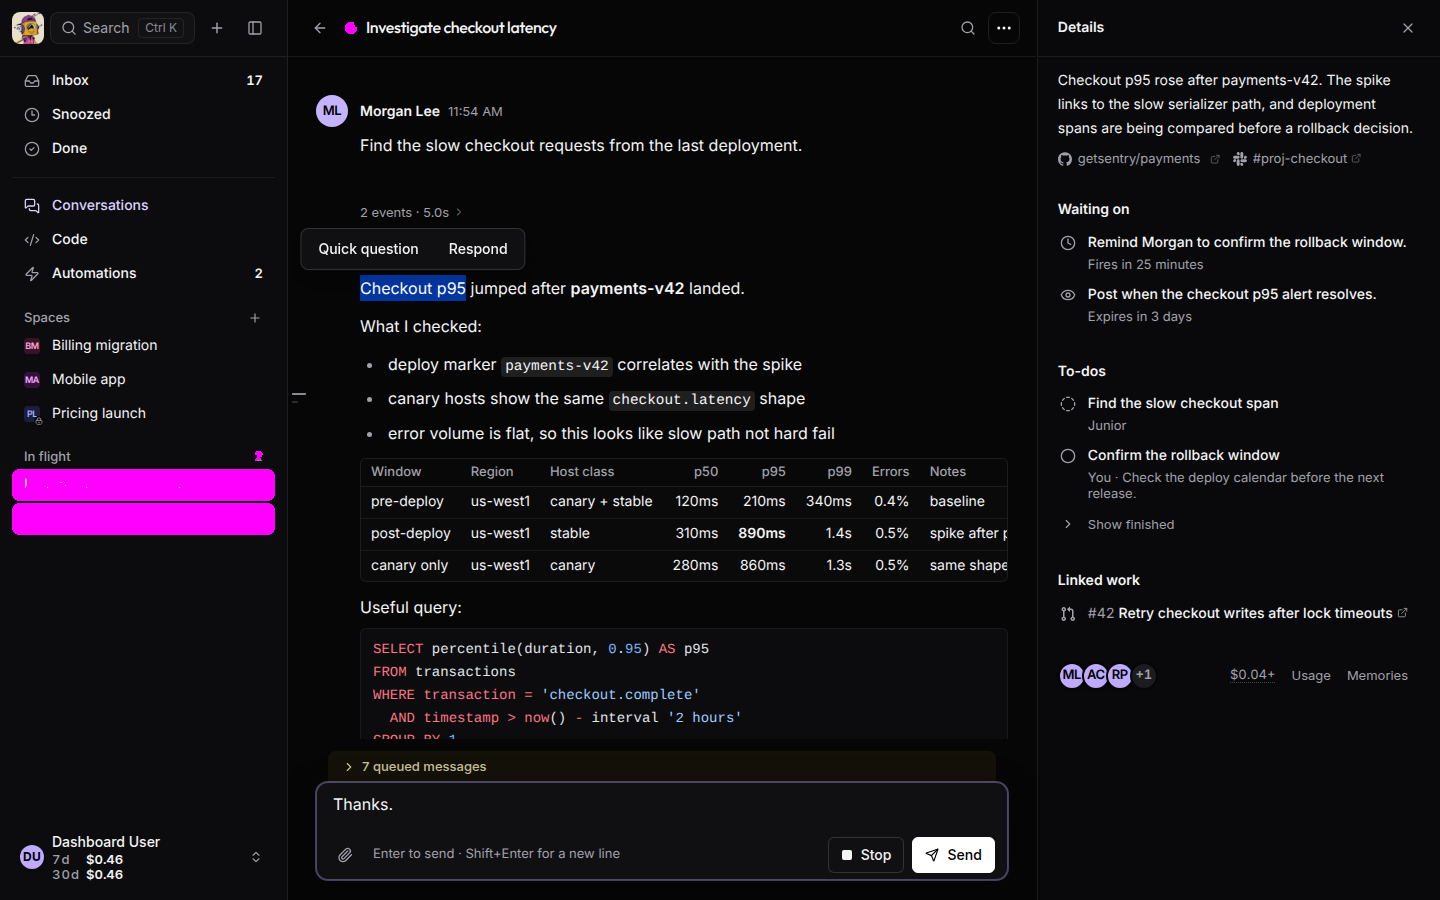 Search Ctrl K
Inbox 17
Snoozed
Done
Conversations
Code
Automations 2
Spaces
BM Billing migration
MA Mobile app
PL Pricing launch
In flight
DU Dashboard User
7d $0.46
30d $0.46
Investigate checkout latency
ML Morgan Lee 11:54 AM
Find the slow checkout requests from the last deployment.
2 events · 5.0s
Quick question Respond
Checkout p95 jumped after payments-v42 landed.
What I checked:
• deploy marker payments-v42 correlates with the spike
• canary hosts show the same checkout.latency shape
• error volume is flat, so this looks like slow path not hard fail
Window Region Host class p50 p95 p99 Errors Notes
pre-deploy us-west1 canary + stable 120ms 210ms 340ms 0.4% baseline
post-deploy us-west1 stable 310ms 890ms 1.4s 0.5% spike after
canary only us-west1 canary 280ms 860ms 1.3s 0.5% same shape
Useful query:
SELECT percentile(duration, 0.95) AS p95
FROM transactions
WHERE transaction = 'checkout.complete'
AND timestamp > now() - interval '2 hours'
GROUP BY 1
7 queued messages
Thanks.
Enter to send · Shift+Enter for a new line
Stop
Send
Details
Checkout p95 rose after payments-v42. The spike
links to the slow serializer path, and deployment
spans are being compared before a rollback decision.
getsentry/payments #proj-checkout
Waiting on
Remind Morgan to confirm the rollback window.
Fires in 25 minutes
Post when the checkout p95 alert resolves.
Expires in 3 days
To-dos
Find the slow checkout span
Junior
Confirm the rollback window
You · Check the deploy calendar before the next
release.
Show finished
Linked work
#42 Retry checkout writes after lock timeouts
ML AC RP +1 $0.04+ Usage Memories